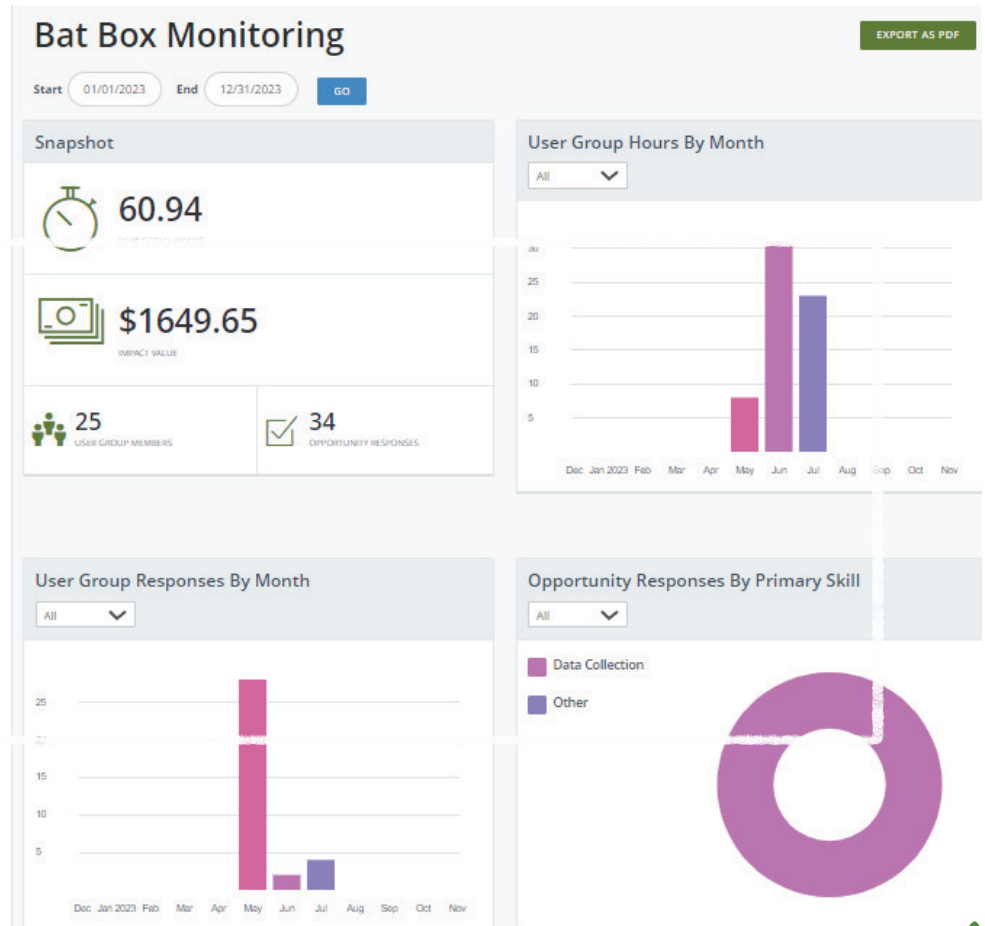 Bat Box Monitoring
EXPORT AS PDF
Start 01/01/2023 End 12/31/2023 GO
Snapshot
60.94
$1649.65
IMPACT VALUE
25
USER GROUP MEMBERS
34
OPPORTUNITY RESPONSES
User Group Hours By Month
All
30
25
20
15
10
5
Dec Jan 2023 Feb Mar Apr May Jun Jul Aug Sep Oct Nov
User Group Responses By Month
All
25
15
10
5
Dec Jan 2023 Feb Mar Apr May Jun Jul Aug Sep Oct Nov
Opportunity Responses By Primary Skill
All
Data Collection
Other